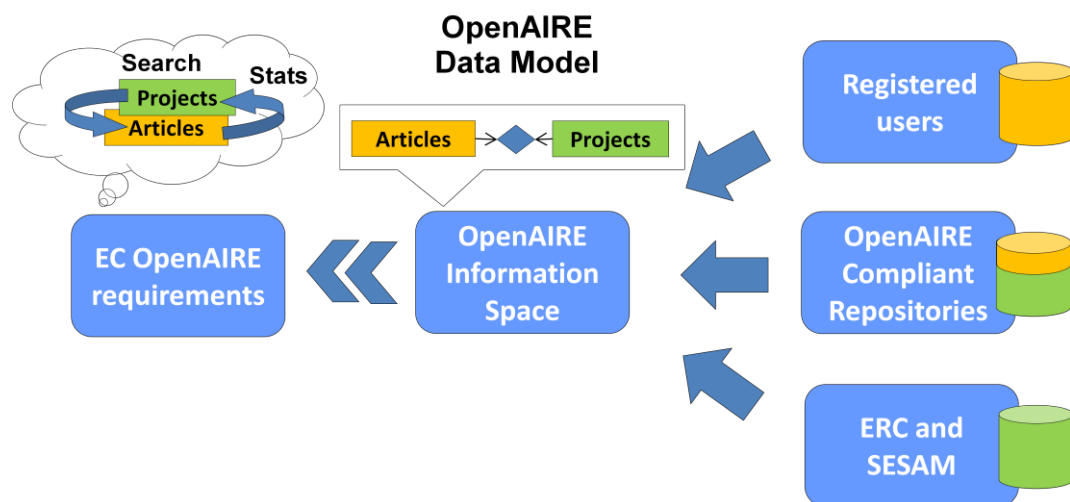 OpenAIRE
Data Model
Search
Stats
Projects
Articles
Articles
Projects
Registered
users
EC OpenAIRE
requirements
OpenAIRE
Information
Space
OpenAIRE
Compliant
Repositories
ERC and
SESAM